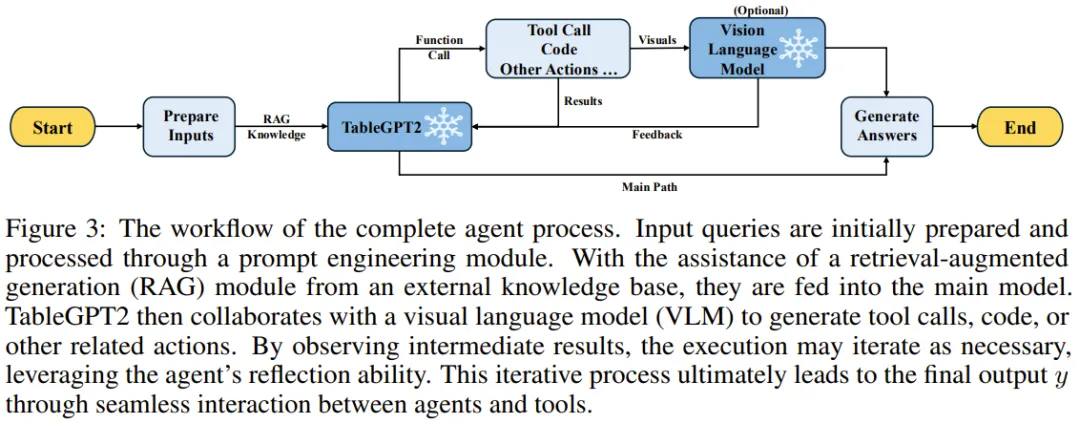 (Optional)
Start
Prepare
Inputs
RAG
Knowledge
TableGPT2
Function
Call
Tool Call
Code
Other Actions ...
Results
Visuals
Vision
Language
Model
Feedback
Main Path
Generate
Answers
End
Figure 3: The workflow of the complete agent process. Input queries are initially prepared and
processed through a prompt engineering module. With the assistance of a retrieval-augmented
generation (RAG) module from an external knowledge base, they are fed into the main model.
TableGPT2 then collaborates with a visual language model (VLM) to generate tool calls, code, or
other related actions. By observing intermediate results, the execution may iterate as necessary,
leveraging the agent's reflection ability. This iterative process ultimately leads to the final output y
through seamless interaction between agents and tools.